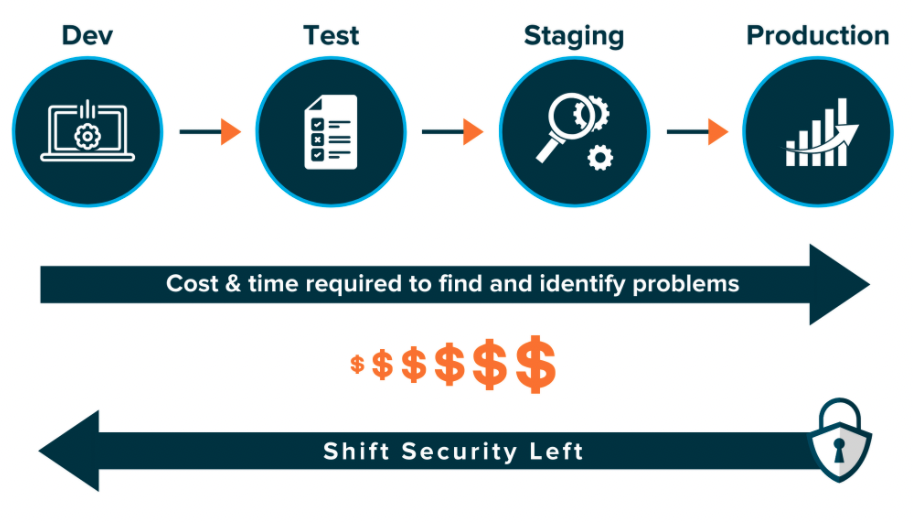 Dev
Test
Staging
Production
Cost & time required to find and identify problems
$ $ $ $ $ $
Shift Security Left